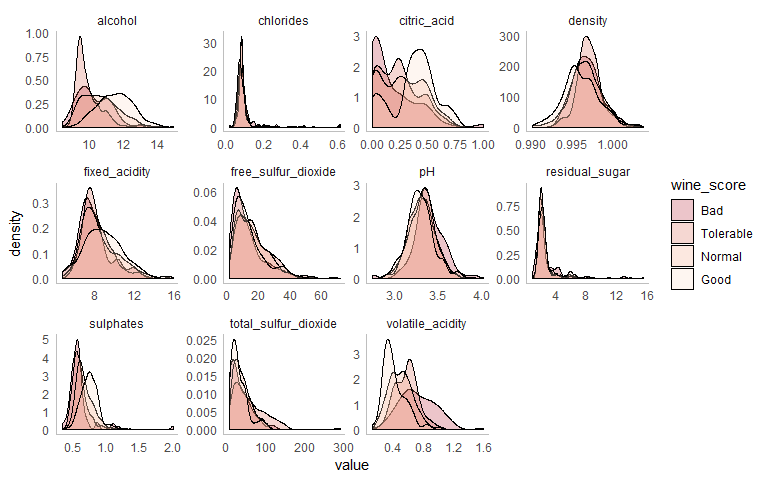 alcohol chlorides citric_acid density
1.00 0.75 0.50 0.25 0.00
30 20 10 0
3 2 1 0
300 200 100 0
10 12 14
0.0 0.2 0.4 0.6
0.00 0.25 0.50 0.75 1.00
0.990 0.995 1.000
fixed_acidity free_sulfur_dioxide pH residual_sugar
0.3 0.2 0.1 0.0
0.06 0.04 0.02 0.00
3 2 1 0
0.75 0.50 0.25 0.00
8 12 16
0 20 40 60
3.0 3.5 4.0
4 8 12 16
sulphates total_sulfur_dioxide volatile_acidity
5 4 3 2 1 0
0.025 0.020 0.015 0.010 0.005 0.000
3 2 1 0
0.5 1.0 1.5 2.0
0 100 200 300
0.4 0.8 1.2 1.6
density
value
wine_score
Bad
Tolerable
Normal
Good